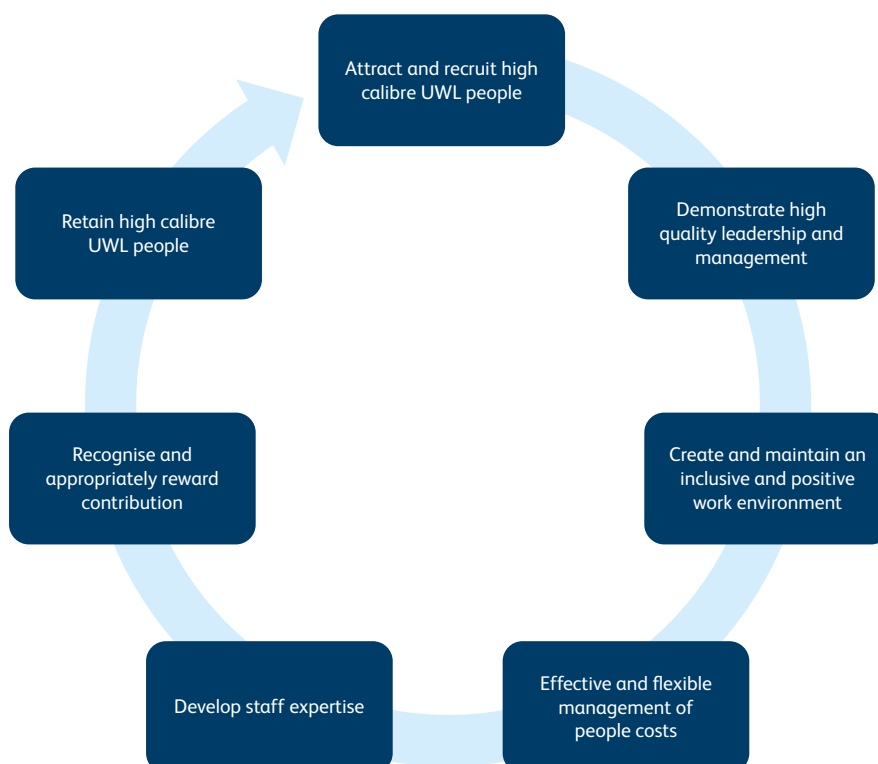 Attract and recruit high
calibre UWL people
Demonstrate high
quality leadership and
management
Create and maintain an
inclusive and positive
work environment
Effective and flexible
management of
people costs
Develop staff expertise
Recognise and
appropriately reward
contribution
Retain high calibre
UWL people